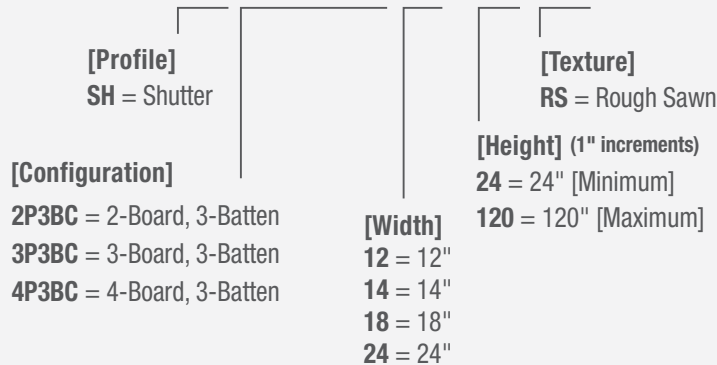 [Profile]
SH = Shutter
[Texture]
RS = Rough Sawn
[Height] (1" increments)
24 = 24" [Minimum]
120 = 120" [Maximum]
[Configuration]
2P3BC = 2-Board, 3-Batten
3P3BC = 3-Board, 3-Batten
4P3BC = 4-Board, 3-Batten
[Width]
12 = 12"
14 = 14"
18 = 18"
24 = 24"